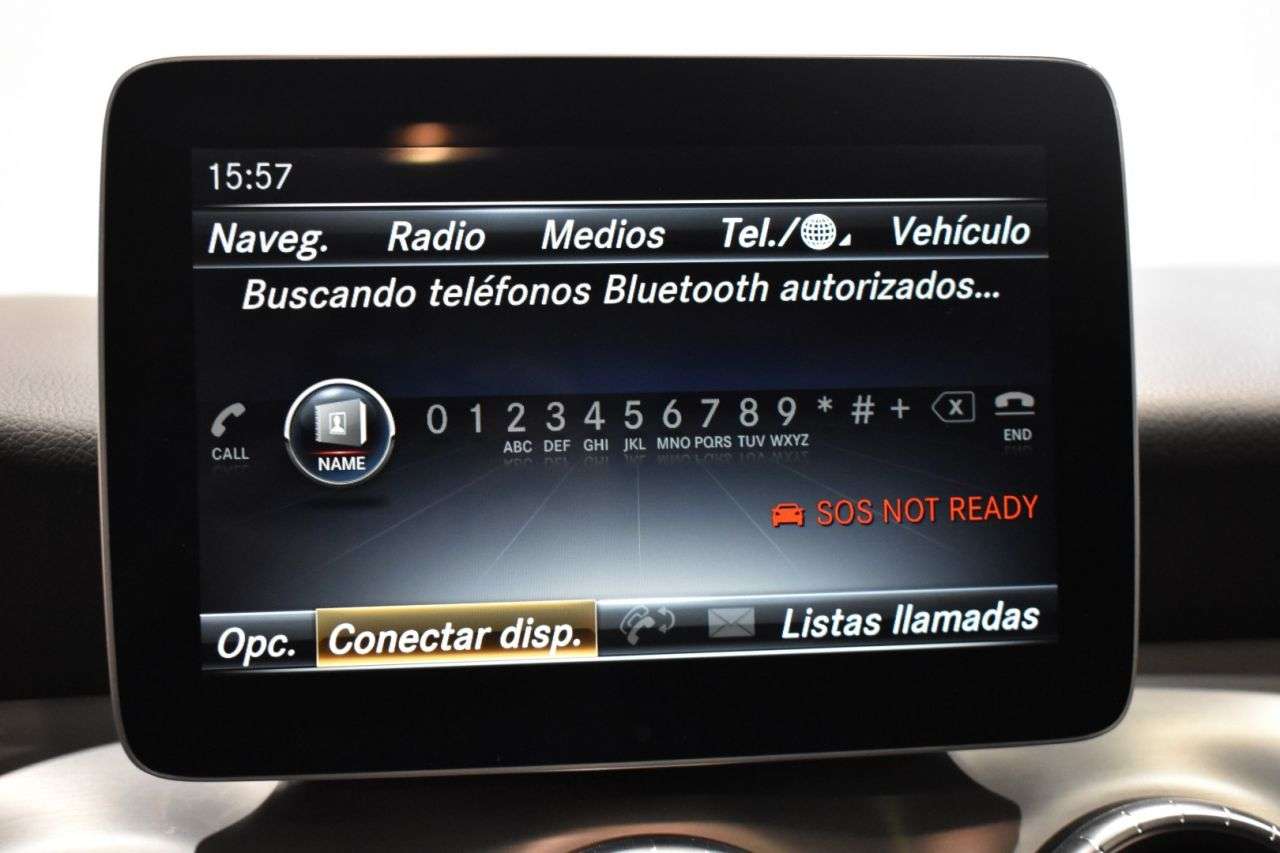 15:57
Naveg. Radio Medios Tel./ Vehículo
Buscando teléfonos Bluetooth autorizados...
CALL NAME 0 1 2 3 4 5 6 7 8 9 * # + X END
ABC DEF GHI JKL MNO PQRS TUV WXYZ
SOS NOT READY
Opc. Conectar disp. Listas llamadas